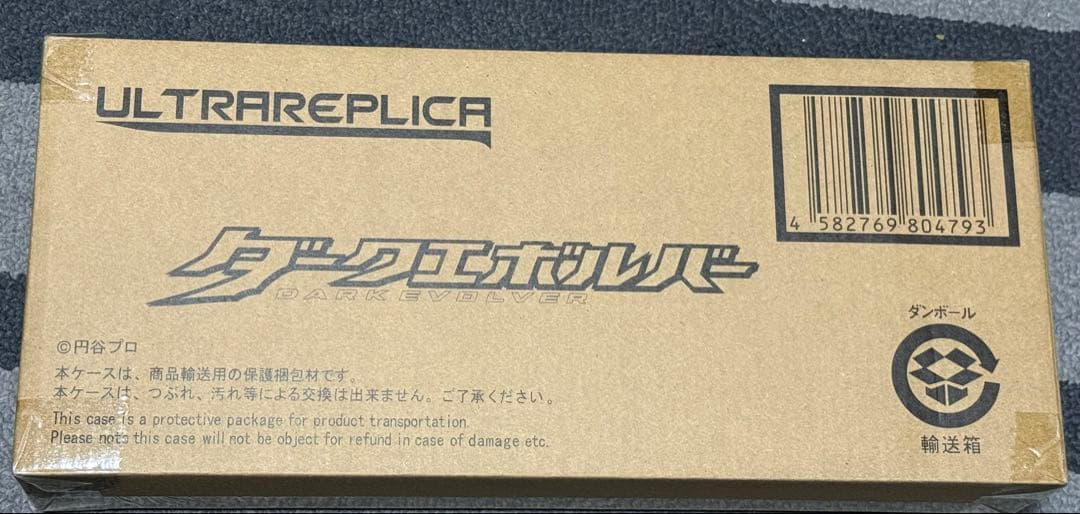 ULTRAREPLICA
4 582769 804793
ダークエボルバー
DARK EVOLVER
ダンボール
輸送箱
©円谷プロ
本ケースは、商品輸送用の保護梱包材です。
本ケースは、つぶれ、汚れ等による交換は出来ません。ご了承ください。
This case is a protective package for product transportation.
Please note this case will not be object for refund in case of damage etc.